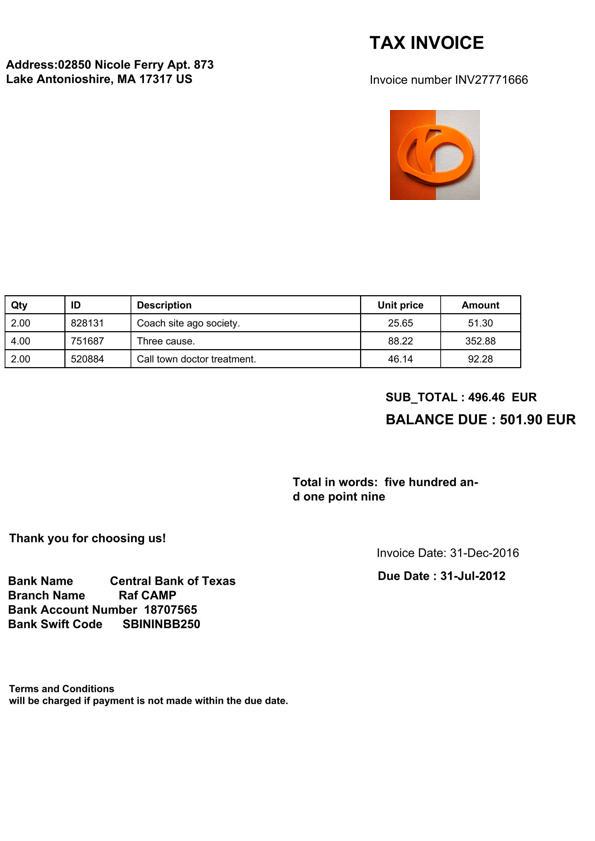 TAX INVOICE
Address:02850 Nicole Ferry Apt. 873
Lake Antonioshire, MA 17317 US
Invoice number INV27771666
Qty ID Description Unit price Amount
2.00 828131 Coach site ago society. 25.65 51.30
4.00 751687 Three cause. 88.22 352.88
2.00 520884 Call town doctor treatment. 46.14 92.28
SUB_TOTAL : 496.46 EUR
BALANCE DUE : 501.90 EUR
Total in words: five hundred an-
d one point nine
Thank you for choosing us!
Invoice Date: 31-Dec-2016
Due Date : 31-Jul-2012
Bank Name Central Bank of Texas
Branch Name Raf CAMP
Bank Account Number 18707565
Bank Swift Code SBININBB250
Terms and Conditions
will be charged if payment is not made within the due date.